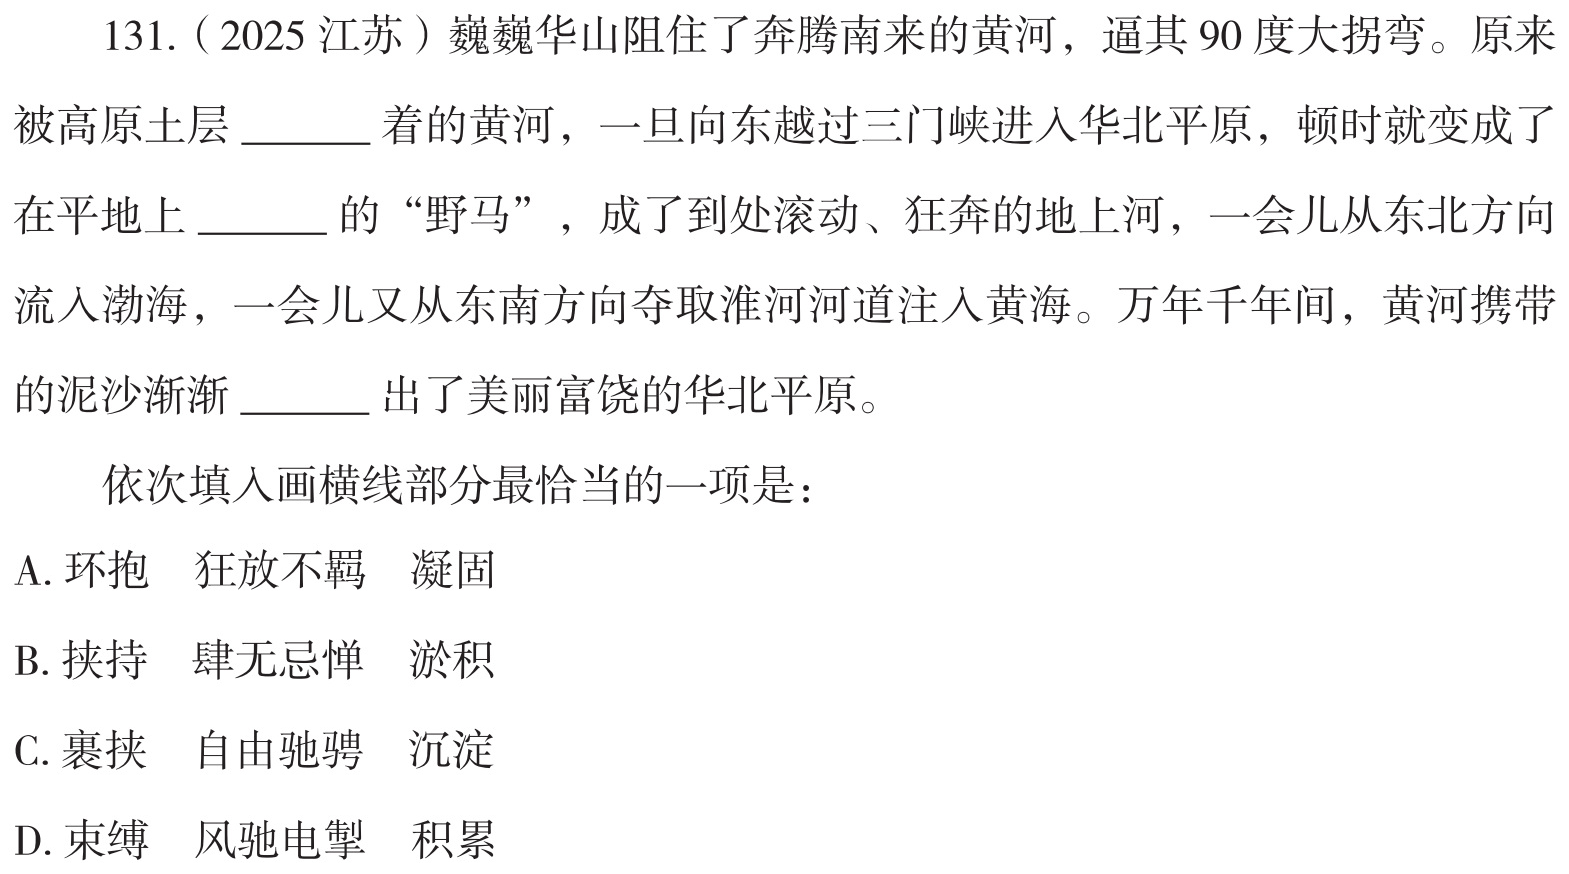 131.（2025 江苏）巍巍华山阻住了奔腾南来的黄河，逼其 90 度大拐弯。原来
被高原土层 ______ 着的黄河，一旦向东越过三门峡进入华北平原，顿时就变成了
在平地上 ______ 的“野马”，成了到处滚动、狂奔的地上河，一会儿从东北方向
流入渤海，一会儿又从东南方向夺取淮河河道注入黄海。万年千年间，黄河携带
的泥沙渐渐 ______ 出了美丽富饶的华北平原。
依次填入画横线部分最恰当的一项是：
A. 环抱 狂放不羁 凝固
B. 挟持 肆无忌惮 淤积
C. 裹挟 自由驰骋 沉淀
D. 束缚 风驰电掣 积累